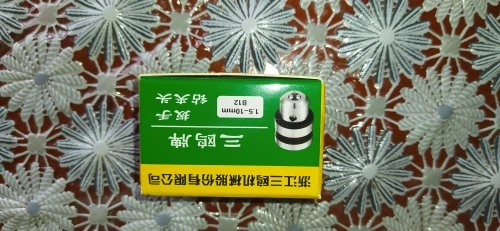 浙江三鸥机械股份有限公司
三鸥牌
扳手
钻夹头
1.5-10mm
B12